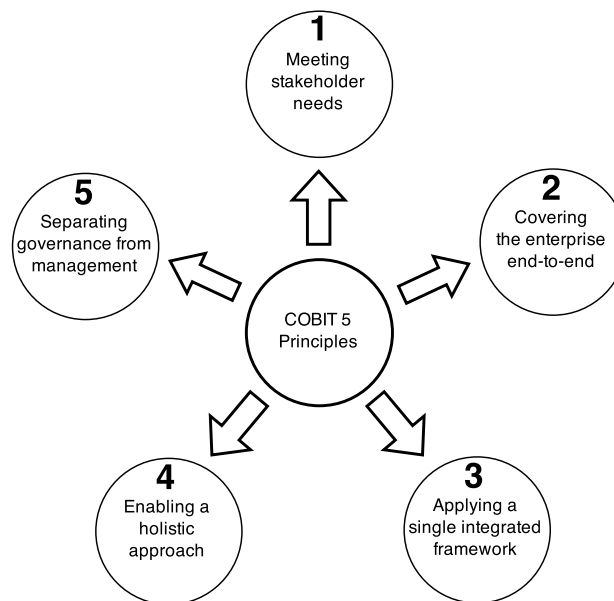 1
Meeting
stakeholder
needs
2
Covering
the enterprise
end-to-end
3
Applying a
single integrated
framework
4
Enabling a
holistic
approach
5
Separating
governance from
management
COBIT 5
Principles